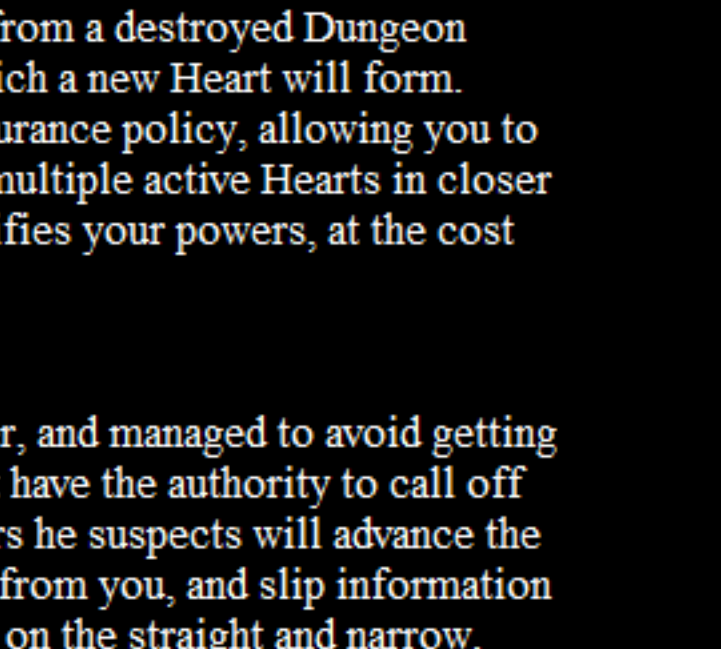 from a destroyed Dungeon
ich a new Heart will form.
urance policy, allowing you to
multiple active Hearts in closer
ifies your powers, at the cost
r, and managed to avoid getting
have the authority to call off
rs he suspects will advance the
from you, and slip information
on the straight and narrow.